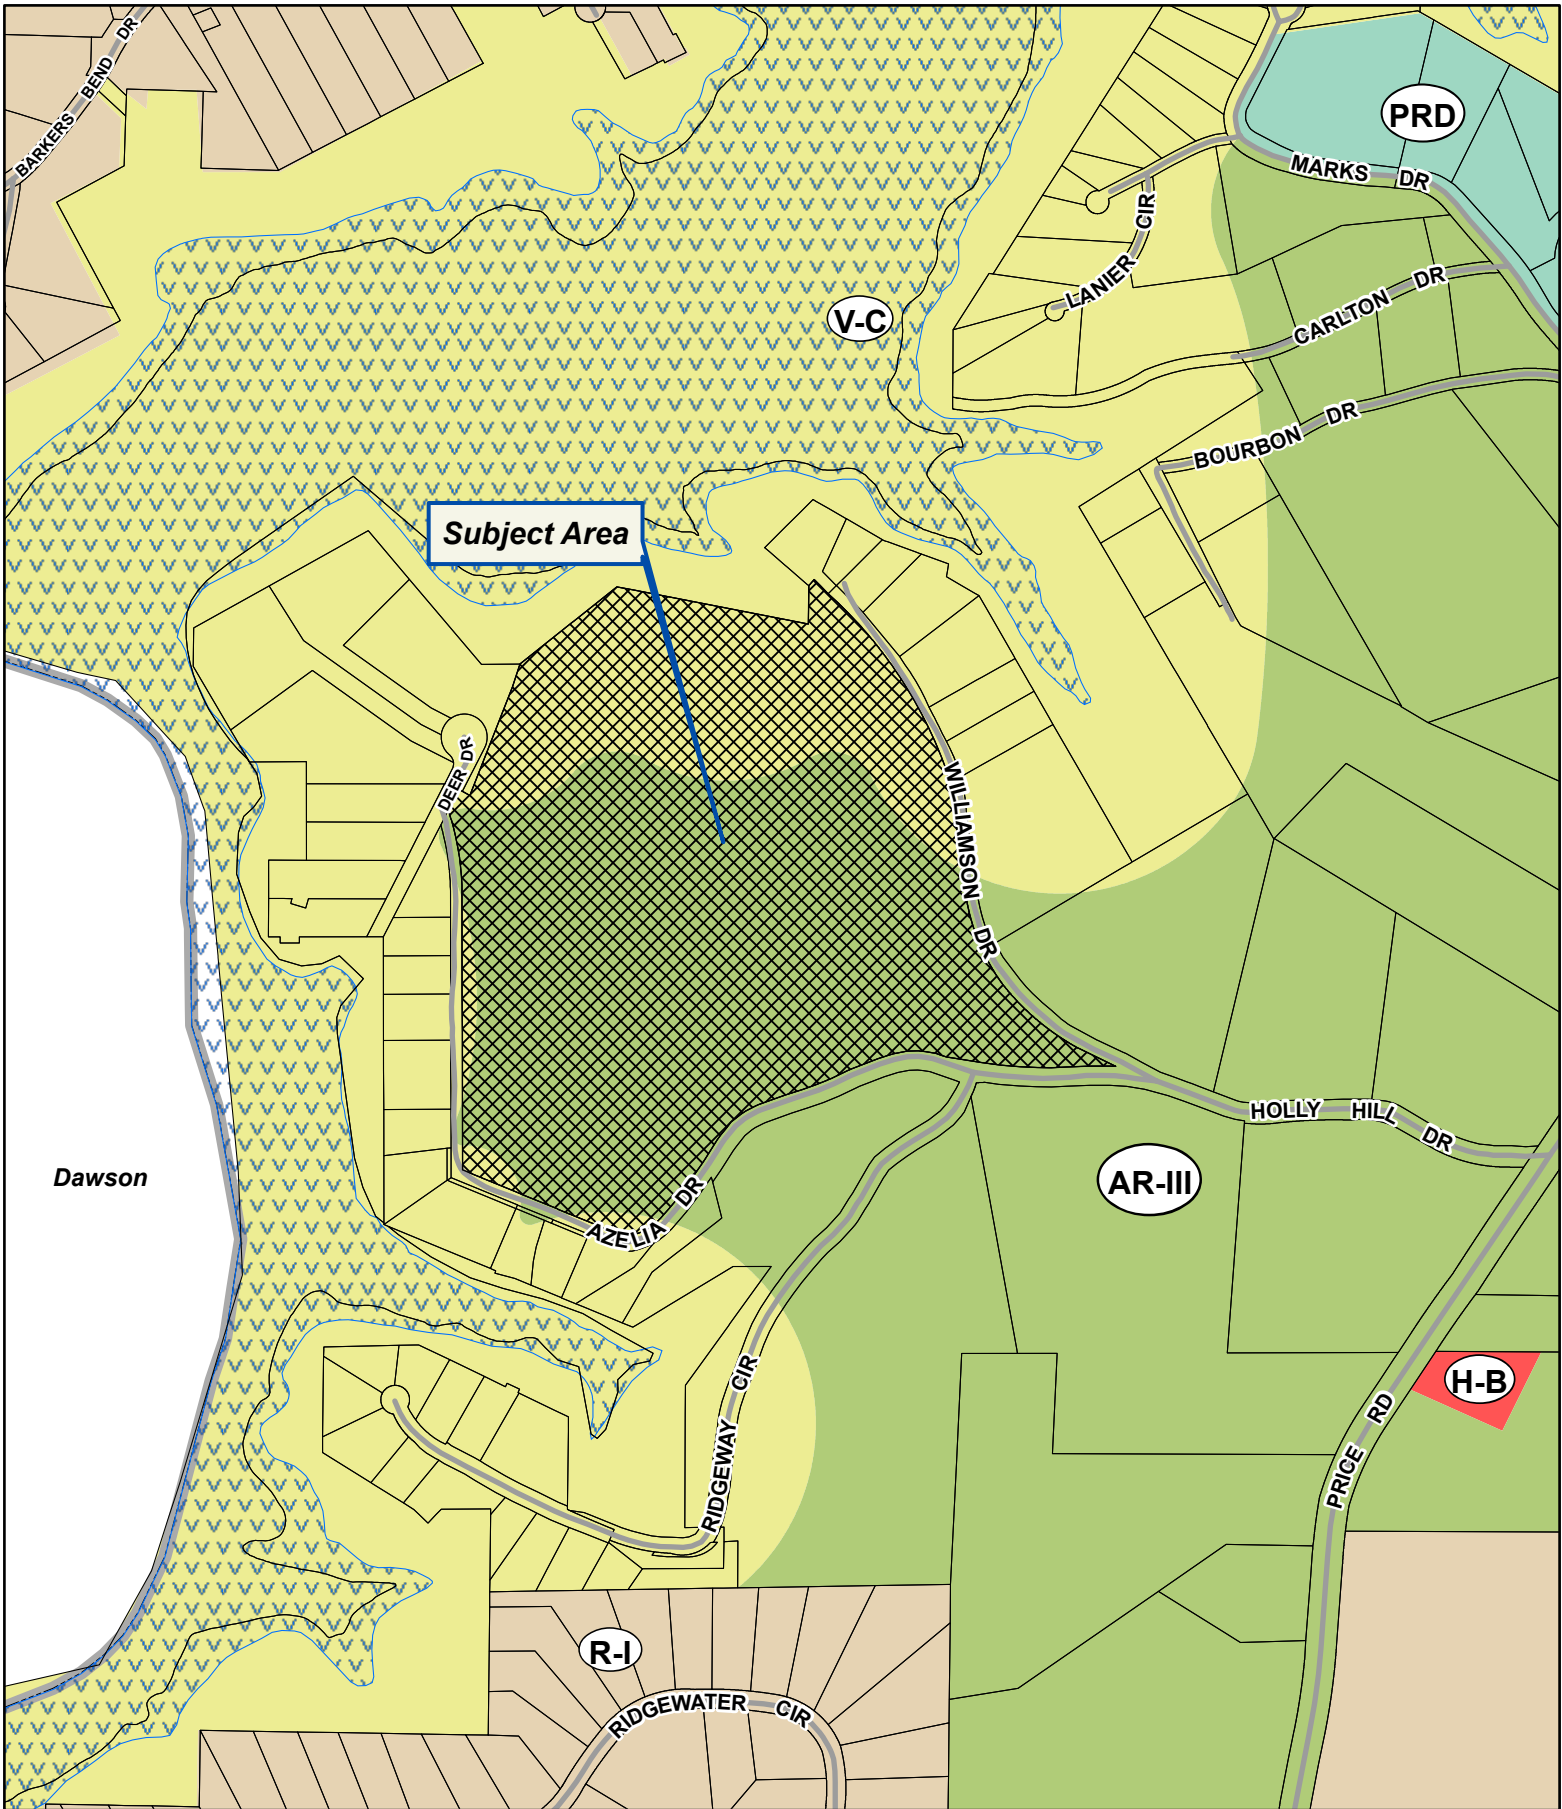 BARKERS BEND DR
PRD
MARKS DR
LANIER CIR
CARLTON DR
V-C
BOURBON DR
Subject Area
DEER DR
WILLIAMSON DR
HOLLY HILL DR
Dawson
AR-III
AZELIA DR
RIDGEWAY CIR
H-B
PRICE RD
R-I
RIDGEWATER CIR